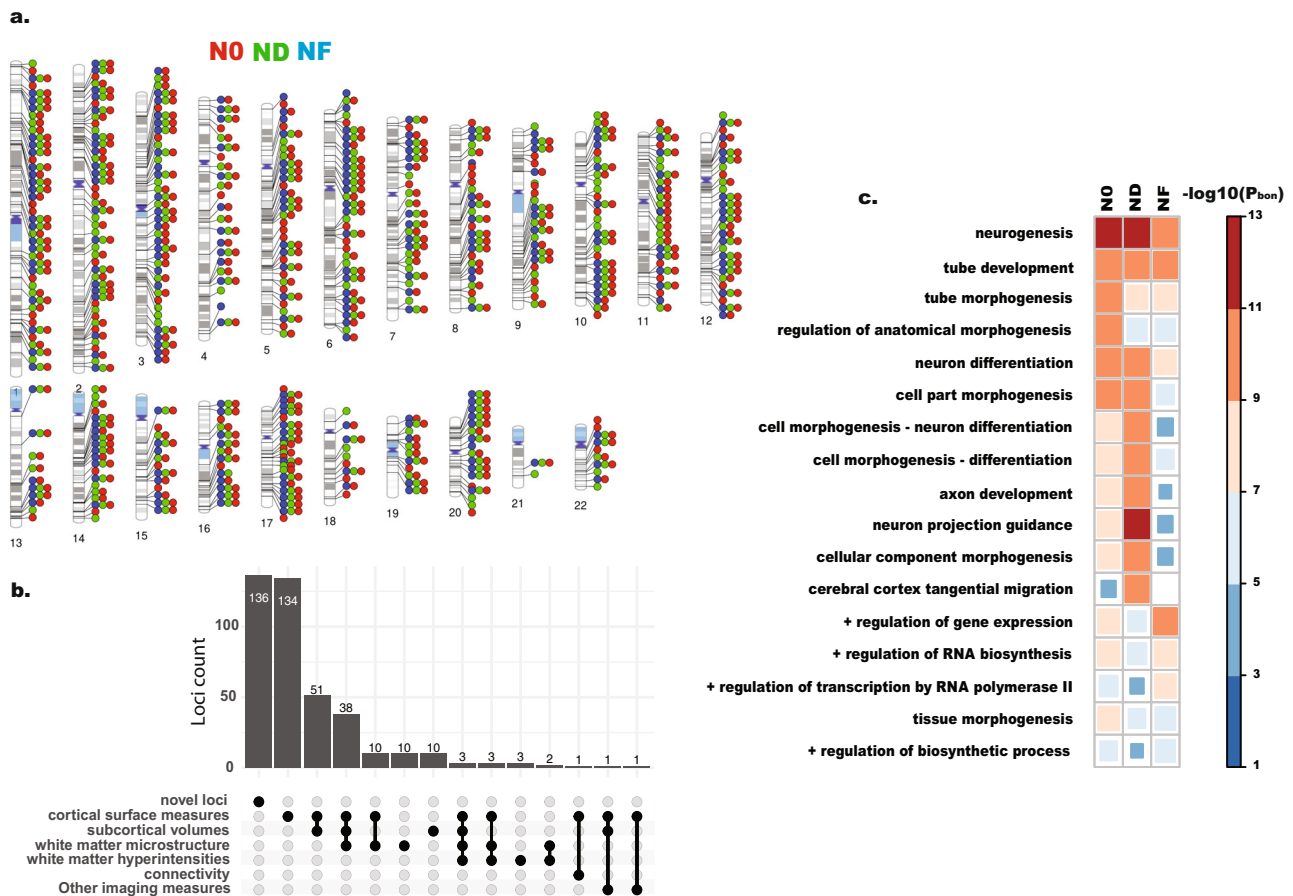 a.
N0 ND NF
1
2
3
4
5
6
7
8
9
10
11
12
13
14
15
16
17
18
19
20
21
22
b.
Loci count
100
50
0
136
134
51
38
10
10
10
3
3
3
2
1
1
1
novel loci
cortical surface measures
subcortical volumes
white matter microstructure
white matter hyperintensities
connectivity
Other imaging measures
c.
N0
ND
NF
-log10(Pbon)
neurogenesis
tube development
tube morphogenesis
regulation of anatomical morphogenesis
neuron differentiation
cell part morphogenesis
cell morphogenesis - neuron differentiation
cell morphogenesis - differentiation
axon development
neuron projection guidance
cellular component morphogenesis
cerebral cortex tangential migration
+ regulation of gene expression
+ regulation of RNA biosynthesis
+ regulation of transcription by RNA polymerase II
tissue morphogenesis
+ regulation of biosynthetic process
13
11
9
7
5
3
1